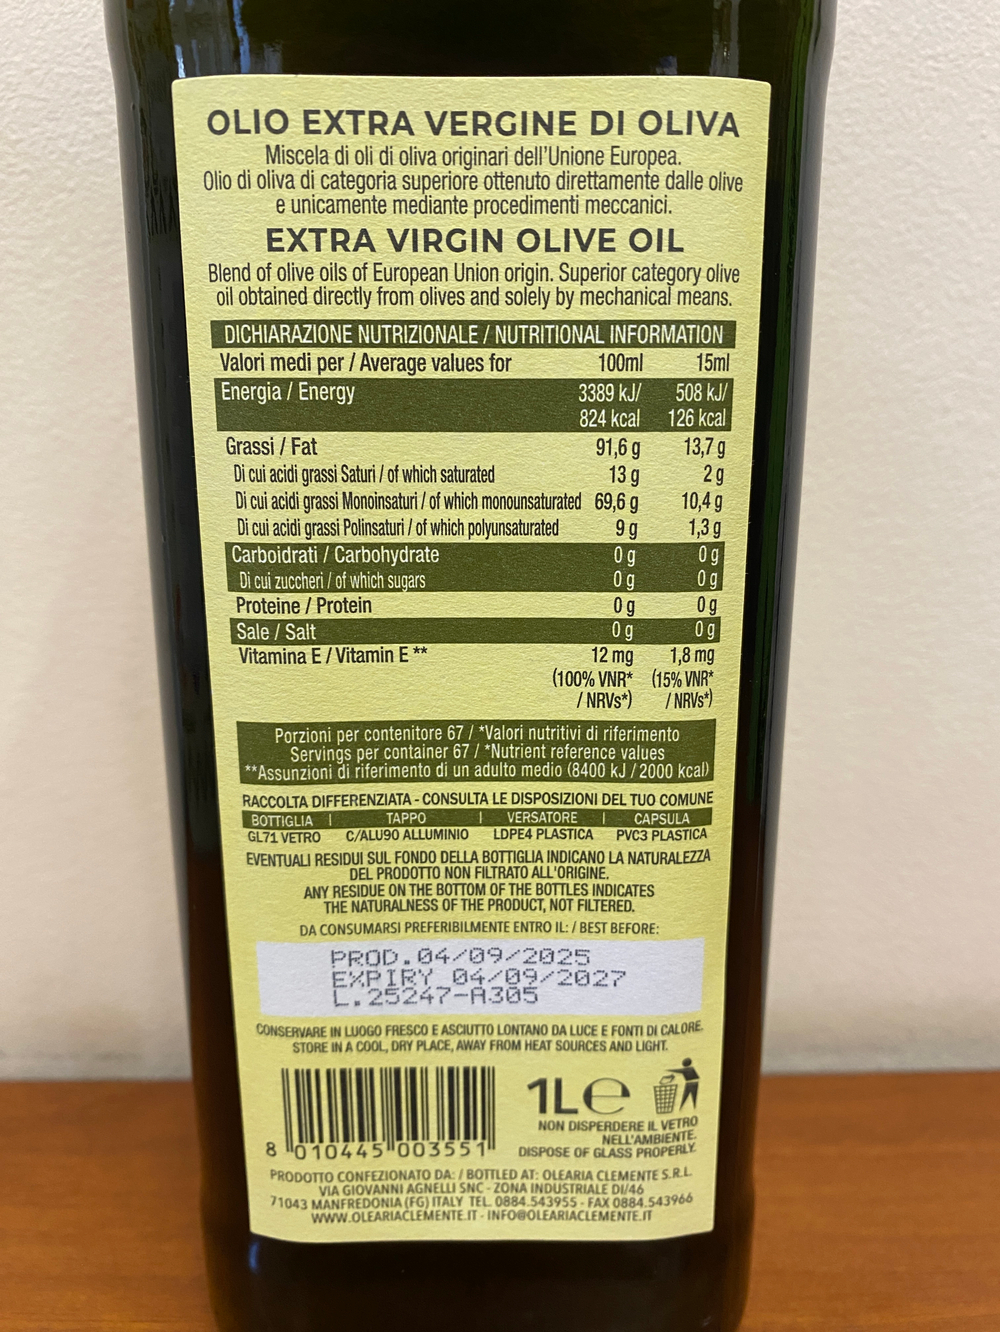 OLIO EXTRA VERGINE DI OLIVA
Miscela di oli di oliva originari dell'Unione Europea.
Olio di oliva di categoria superiore ottenuto direttamente dalle olive
e unicamente mediante procedimenti meccanici.
EXTRA VIRGIN OLIVE OIL
Blend of olive oils of European Union origin. Superior category olive
oil obtained directly from olives and solely by mechanical means.
DICHIARAZIONE NUTRIZIONALE / NUTRITIONAL INFORMATION
Valori medi per / Average values for 100ml 15ml
Energia / Energy 3389 kJ/ 508 kJ/
824 kcal 126 kcal
Grassi / Fat 91,6 g 13,7 g
Di cui acidi grassi Saturi / of which saturated 13 g 2 g
Di cui acidi grassi Monoinsaturi / of which monounsaturated 69,6 g 10,4 g
Di cui acidi grassi Polinsaturi / of which polyunsaturated 9 g 1,3 g
Carboidrati / Carbohydrate 0 g 0 g
Di cui zuccheri / of which sugars 0 g 0 g
Proteine / Protein 0 g 0 g
Sale / Salt 0 g 0 g
Vitamina E / Vitamin E ** 12 mg 1,8 mg
(100% VNR* (15% VNR*
/ NRVs*) / NRVs*)
Porzioni per contenitore 67 / *Valori nutritivi di riferimento
Servings per container 67 / *Nutrient reference values
**Assunzioni di riferimento di un adulto medio (8400 kJ / 2000 kcal)
RACCOLTA DIFFERENZIATA - CONSULTA LE DISPOSIZIONI DEL TUO COMUNE
BOTTIGLIA | TAPPO | VERSATORE | CAPSULA
GL71 VETRO C/ALU90 ALLUMINIO LDPE4 PLASTICA PVC3 PLASTICA
EVENTUALI RESIDUI SUL FONDO DELLA BOTTIGLIA INDICANO LA NATURALEZZA
DEL PRODOTTO NON FILTRATO ALL'ORIGINE.
ANY RESIDUE ON THE BOTTOM OF THE BOTTLES INDICATES
THE NATURALNESS OF THE PRODUCT, NOT FILTERED.
DA CONSUMARSI PREFERIBILMENTE ENTRO IL: / BEST BEFORE:
PROD.04/09/2025
EXPIRY 04/09/2027
L.25247-A305
CONSERVARE IN LUOGO FRESCO E ASCIUTTO LONTANO DA LUCE E FONTI DI CALORE.
STORE IN A COOL, DRY PLACE, AWAY FROM HEAT SOURCES AND LIGHT.
1L℮
NON DISPERDERE IL VETRO
NELL'AMBIENTE.
DISPOSE OF GLASS PROPERLY.
8 010445 003551
PRODOTTO CONFEZIONATO DA: / BOTTLED AT: OLEARIA CLEMENTE S.R.L.
VIA GIOVANNI AGNELLI SNC - ZONA INDUSTRIALE DI/46
71043 MANFREDONIA (FG) ITALY TEL. 0884.543955 - FAX 0884.543966
WWW.OLEARIACLEMENTE.IT - INFO@OLEARIACLEMENTE.IT